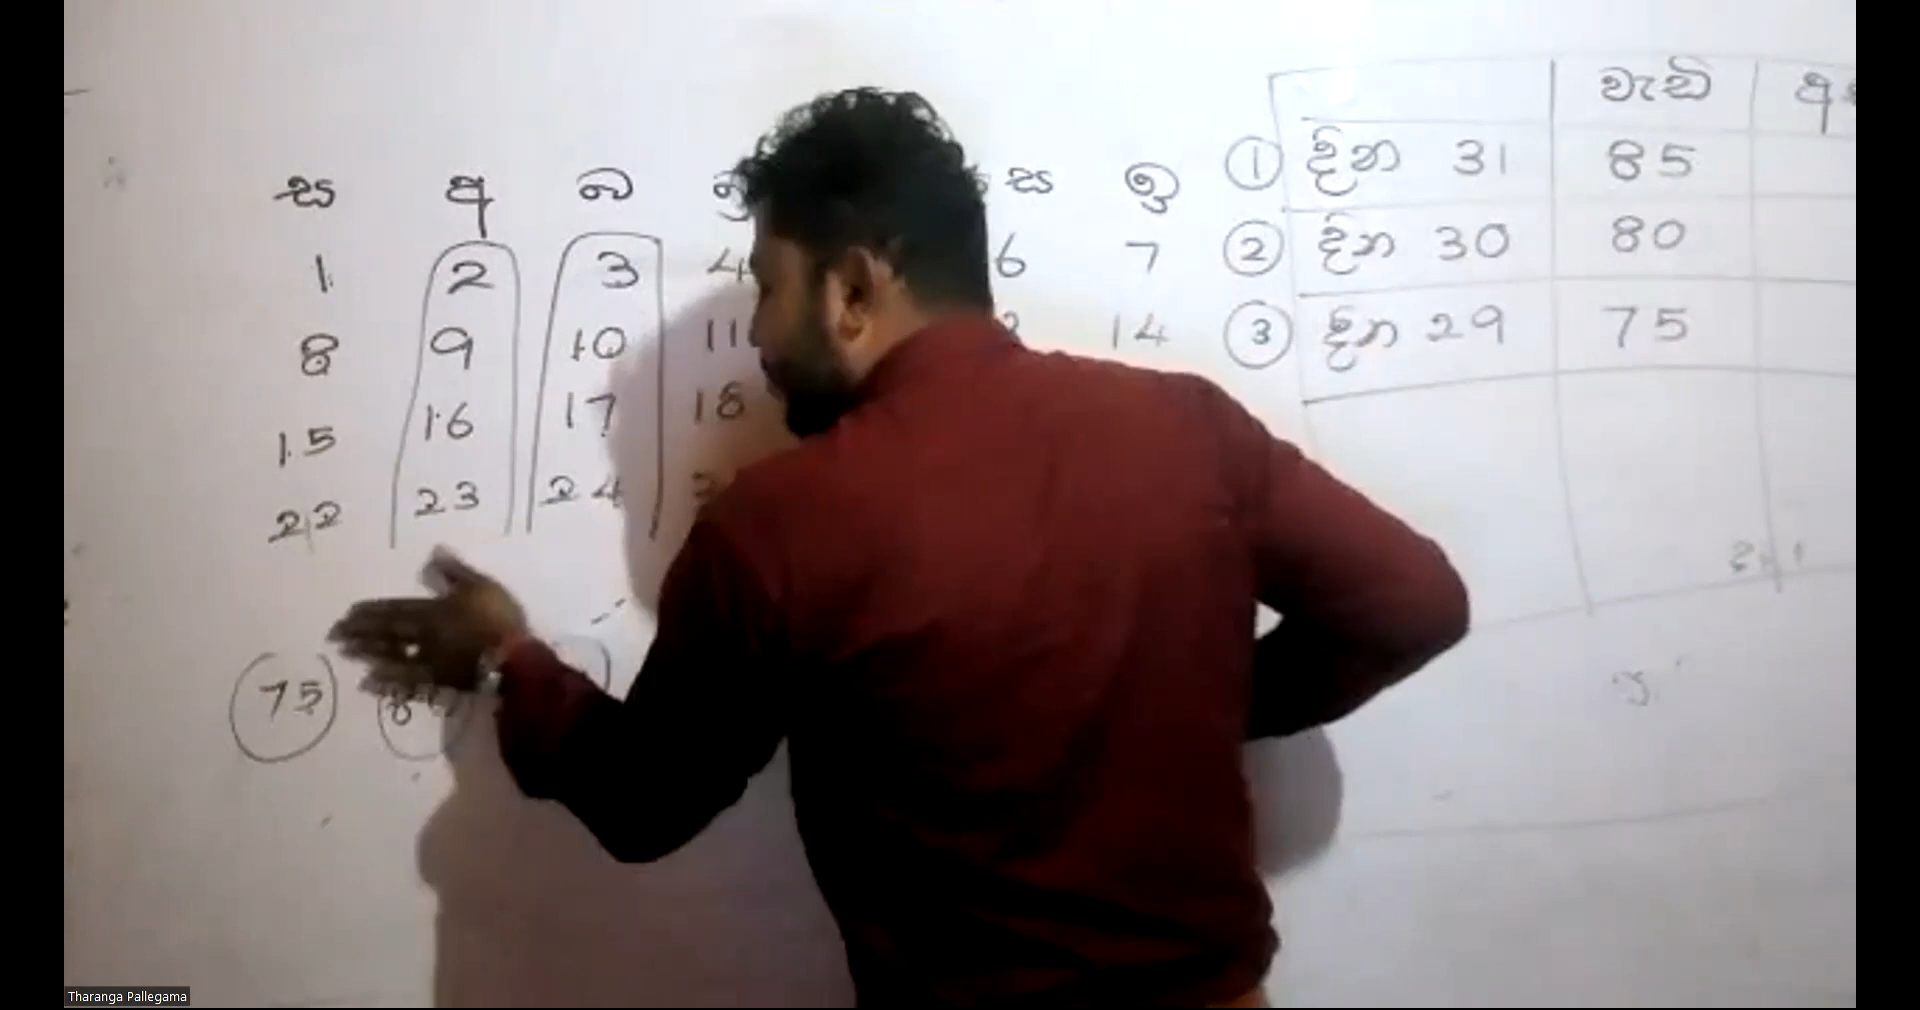 ස අ බ ස ඉ
1 2 3 4 6 7
8 9 10 11 14
15 16 17 18
22 23 24
75
වැඩි
① දින 31 85
② දින 30 80
③ දින 29 75
Tharanga Pallegama